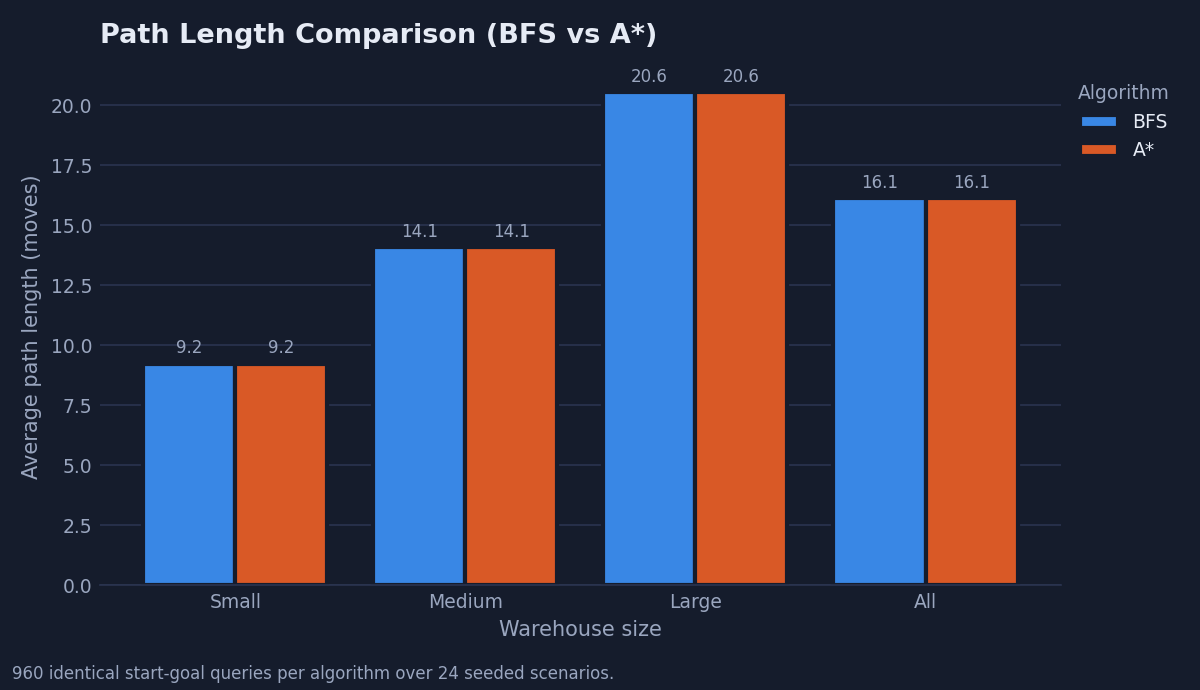 Path Length Comparison (BFS vs A*)
20.6 20.6
Algorithm
BFS
A*
16.1 16.1
14.1 14.1
9.2 9.2
Average path length (moves)
20.0
17.5
15.0
12.5
10.0
7.5
5.0
2.5
0.0
Small Medium Large All
Warehouse size
960 identical start-goal queries per algorithm over 24 seeded scenarios.